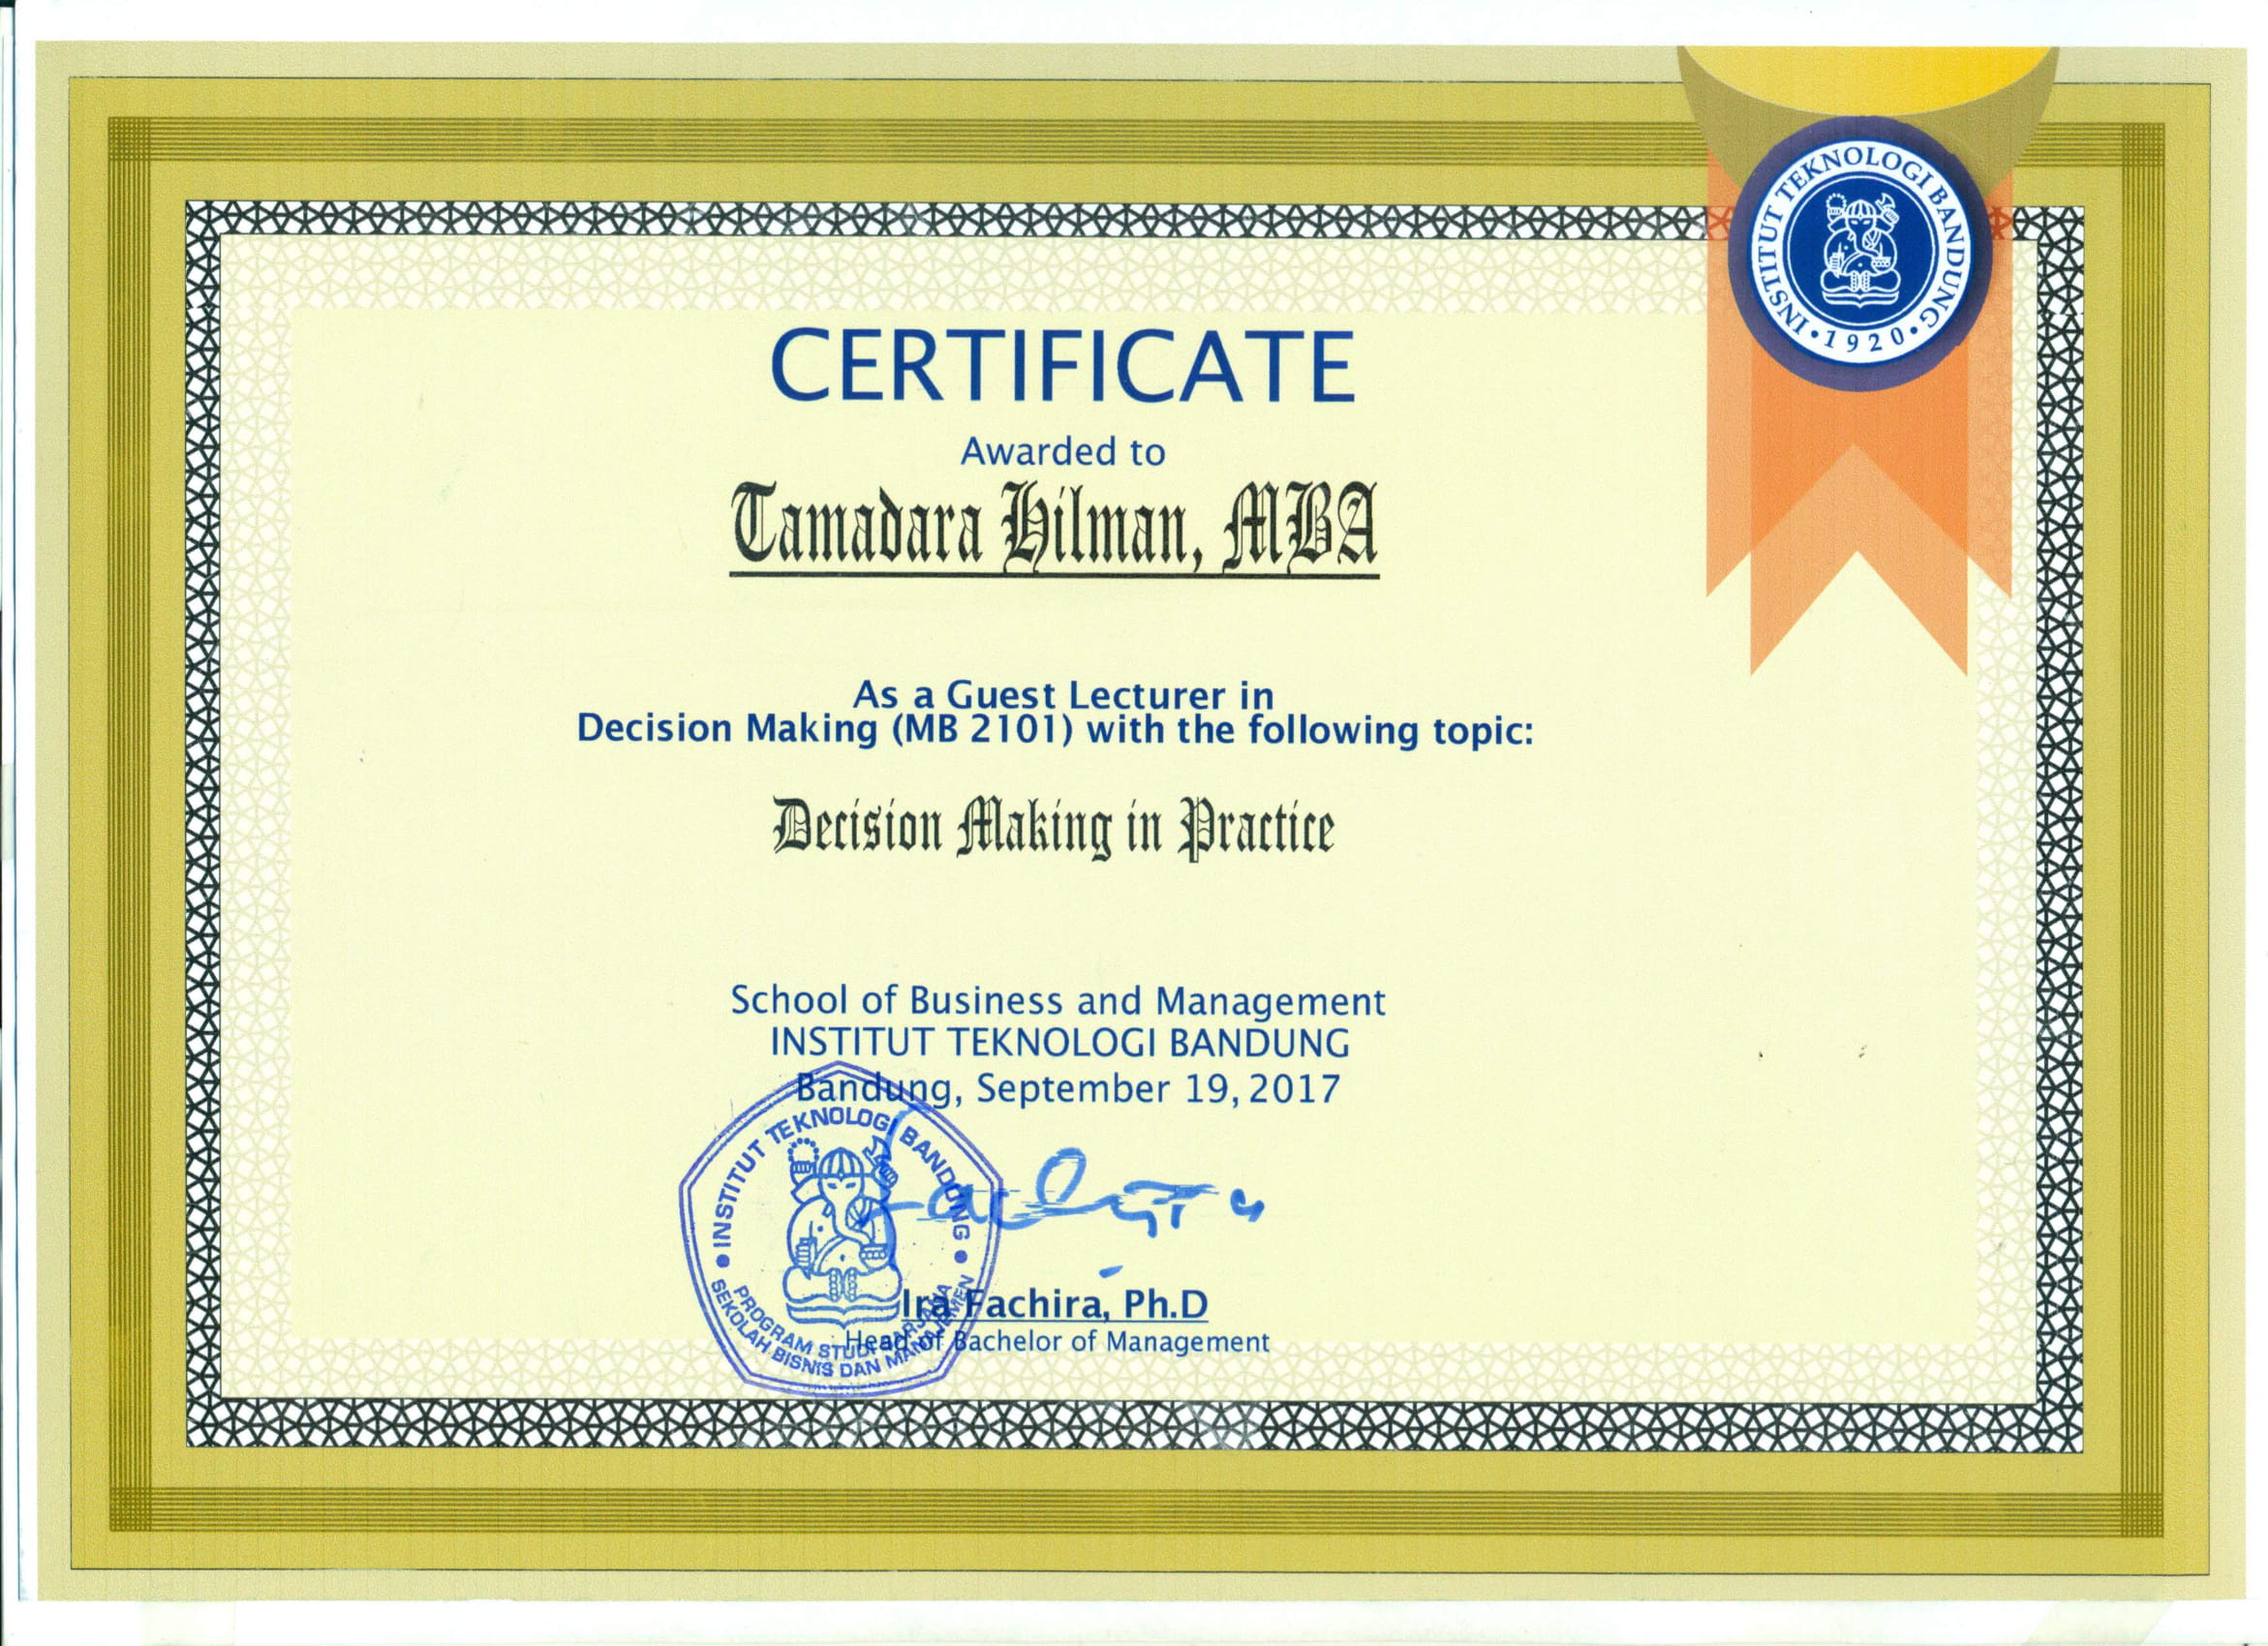 INSTITUT TEKNOLOGI BANDUNG
• 1920 •
CERTIFICATE
Awarded to
Tamadara Hilman, MBA
As a Guest Lecturer in
Decision Making (MB 2101) with the following topic:
Decision Making in Practice
School of Business and Management
INSTITUT TEKNOLOGI BANDUNG
Bandung, September 19, 2017
• INSTITUT TEKNOLOGI BANDUNG •
PROGRAM STUDI SARJANA
SEKOLAH BISNIS DAN MANAJEMEN
Fachira
Ira Fachira, Ph.D
Head of Bachelor of Management